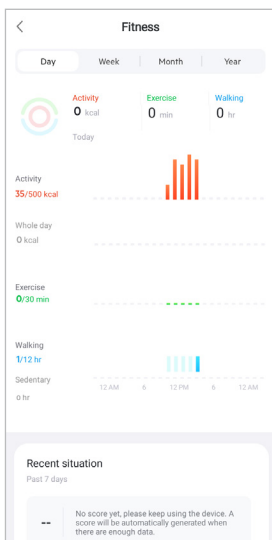 Fitness
Day Week Month Year
Activity Exercise Walking
0 kcal 0 min 0 hr
Today
Activity
35/500 kcal
Whole day
0 kcal
Exercise
0/30 min
Walking
1/12 hr
Sedentary
0 hr
12 AM 6 12 PM 6 12 AM
Recent situation
Past 7 days
-- No score yet, please keep using the device. A
score will be automatically generated when
there are enough data.